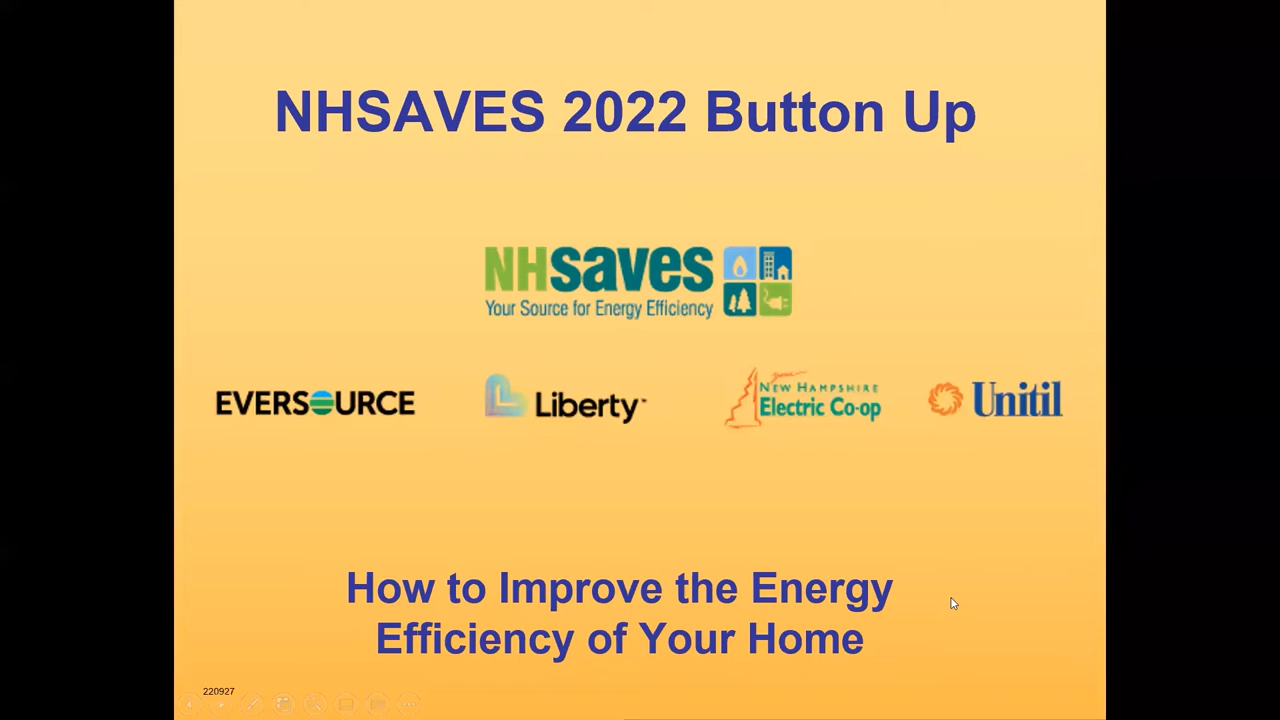 NHSAVES 2022 Button Up
NHsaves
Your Source for Energy Efficiency
EVERSOURCE
Liberty™
NEW HAMPSHIRE
Electric Co-op
Unitil
How to Improve the Energy
Efficiency of Your Home
220927